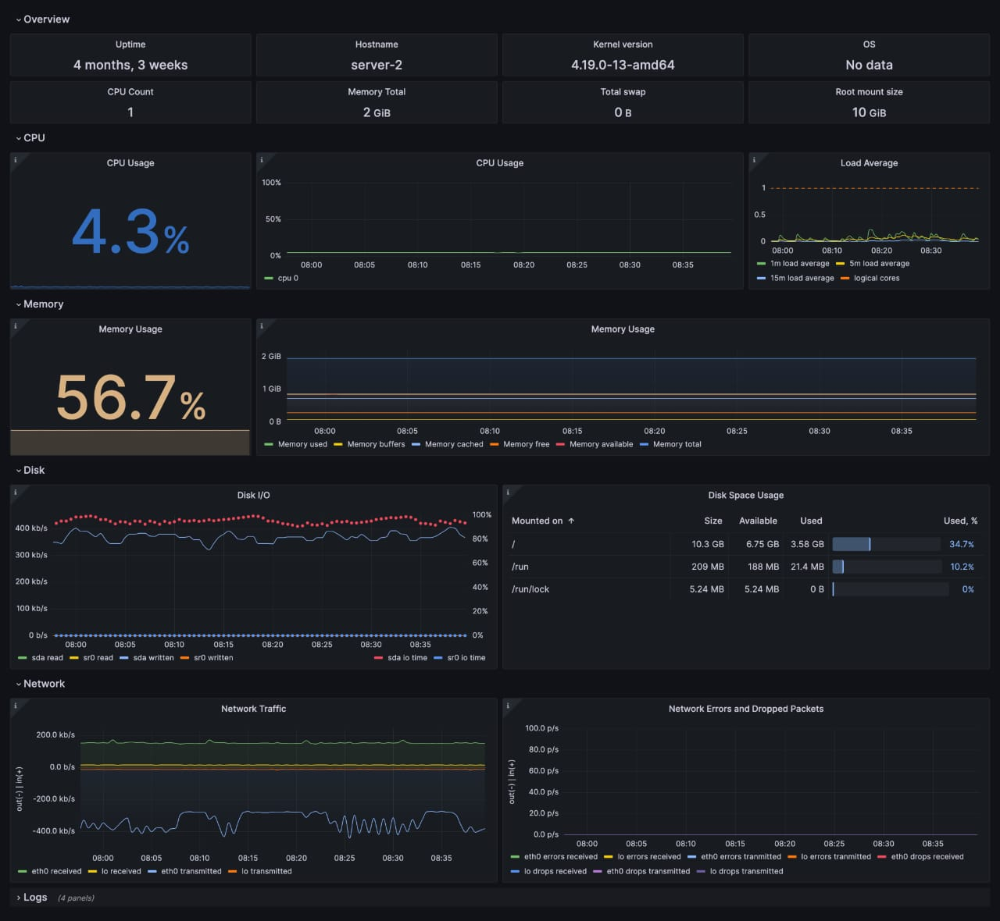 Overview
Uptime
4 months, 3 weeks
Hostname
server-2
Kernel version
4.19.0-13-amd64
OS
No data
CPU Count
1
Memory Total
2 GiB
Total swap
0 B
Root mount size
10 GiB
CPU
CPU Usage
4.3%
CPU Usage
100%
50%
0%
08:00 08:05 08:10 08:15 08:20 08:25 08:30 08:35
cpu 0
Load Average
1
0.5
0
08:00 08:10 08:20 08:30
1m load average 5m load average
15m load average logical cores
Memory
Memory Usage
56.7%
Memory Usage
2 GiB
1 GiB
0 B
08:00 08:05 08:10 08:15 08:20 08:25 08:30 08:35
Memory used Memory buffers Memory cached Memory free Memory available Memory total
Disk
Disk I/O
400 kb/s
300 kb/s
200 kb/s
100 kb/s
0 b/s
100%
80%
60%
40%
20%
0%
08:00 08:05 08:10 08:15 08:20 08:25 08:30 08:35
sda read sr0 read sda written sr0 written sda io time sr0 io time
Disk Space Usage
Mounted on ↑ Size Available Used Used, %
/ 10.3 GB 6.75 GB 3.58 GB 34.7%
/run 209 MB 188 MB 21.4 MB 10.2%
/run/lock 5.24 MB 5.24 MB 0 B 0%
Network
Network Traffic
out(-) | in(+)
200.0 kb/s
0.0 b/s
-200.0 kb/s
-400.0 kb/s
08:00 08:05 08:10 08:15 08:20 08:25 08:30 08:35
eth0 received lo received eth0 transmitted lo transmitted
Network Errors and Dropped Packets
out(-) | in(+)
100.0 p/s
80.0 p/s
60.0 p/s
40.0 p/s
20.0 p/s
0.0 p/s
08:00 08:05 08:10 08:15 08:20 08:25 08:30 08:35
eth0 errors received lo errors received eth0 errors tranmitted lo errors tranmitted eth0 drops received
lo drops received eth0 drops transmitted lo drops transmitted
Logs (4 panels)